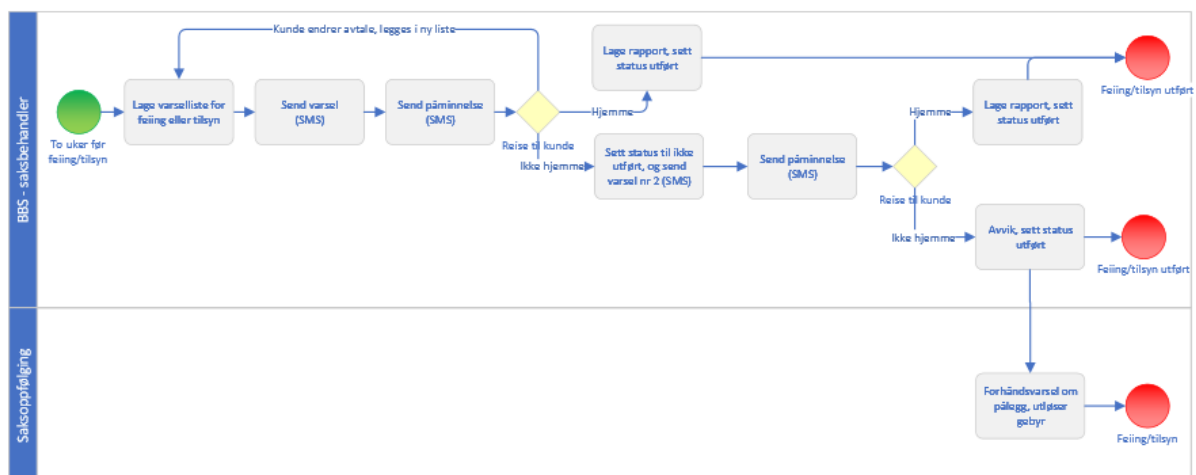 BBS - saksbehandler
Kunde endrer avtale, legges i ny liste
To uker før
feiing/tilsyn
Lage varselliste for
feiing eller tilsyn
Send varsel
(SMS)
Send påminnelse
(SMS)
Reise til kunde
Hjemme
Ikke hjemme
Lage rapport, sett
status utført
Sett status til ikke
utført, og send
varsel nr 2 (SMS)
Send påminnelse
(SMS)
Reise til kunde
Hjemme
Ikke hjemme
Lage rapport, sett
status utført
Feiing/tilsyn utført
Avvik, sett status
utført
Feiing/tilsyn utført
Saksoppfølging
Forhåndsvarsel om
pålegg, utløser
gebyr
Feiing/tilsyn